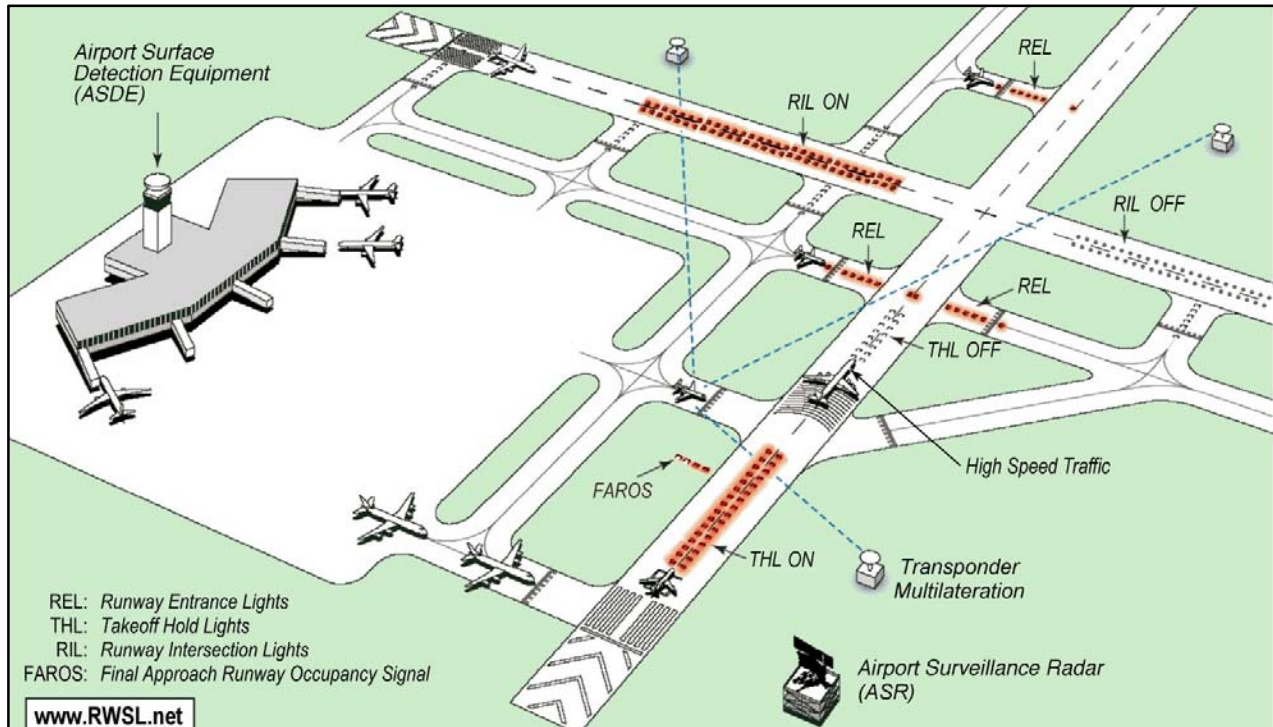 Airport Surface
Detection Equipment
(ASDE)
REL
RIL ON
RIL OFF
REL
REL
THL OFF
High Speed Traffic
FAROS
THL ON
Transponder
Multilateration
REL: Runway Entrance Lights
THL: Takeoff Hold Lights
RIL: Runway Intersection Lights
FAROS: Final Approach Runway Occupancy Signal
Airport Surveillance Radar
(ASR)
www.RWSL.net